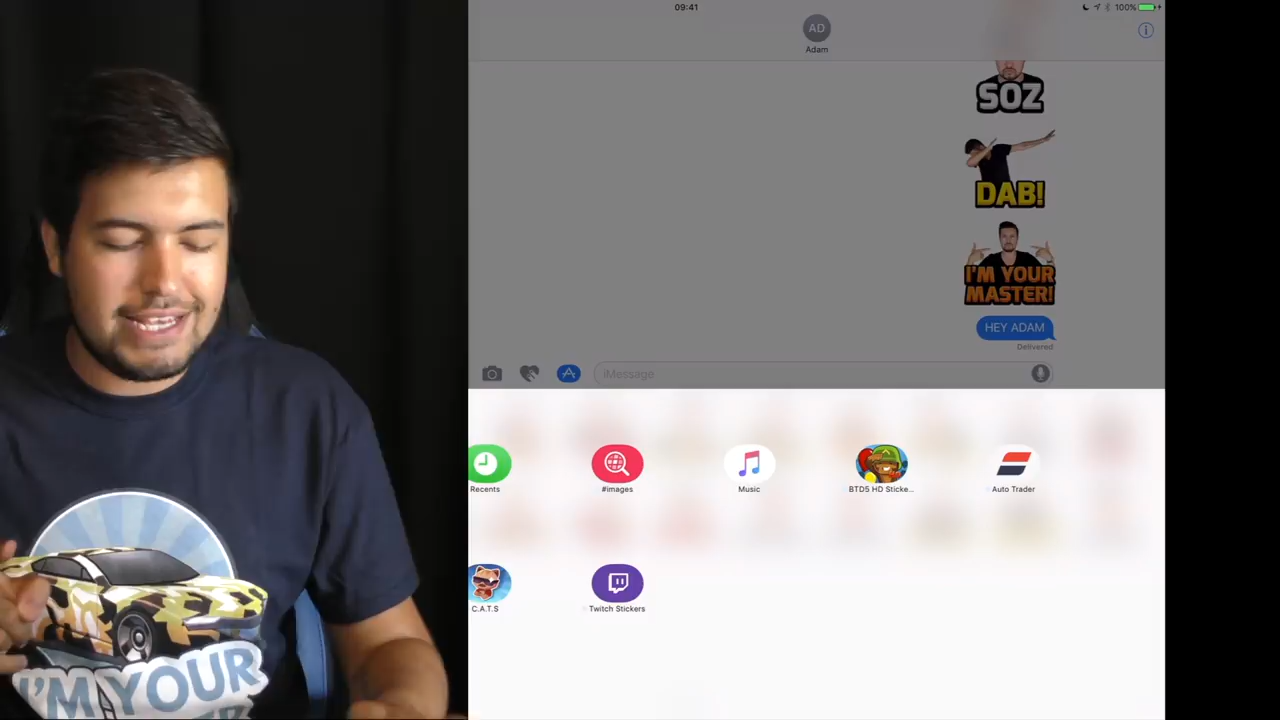 09:41
100%
AD
Adam
SOZ
DAB!
I'M YOUR
MASTER!
HEY ADAM
Delivered
iMessage
Recents
#images
Music
BTD5 HD Sticke...
Auto Trader
C.A.T.S
Twitch Stickers
I'M YOUR